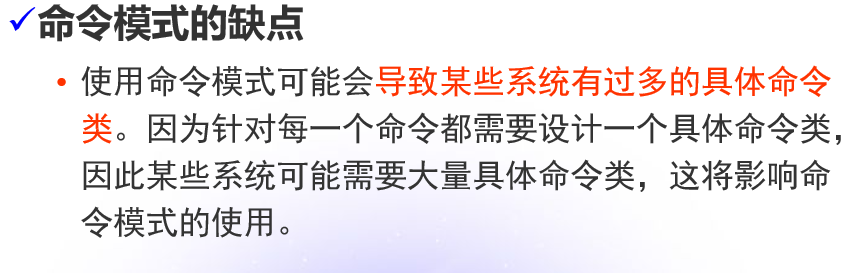 ✓命令模式的缺点
• 使用命令模式可能会导致某些系统有过多的具体命令
类。因为针对每一个命令都需要设计一个具体命令类，
因此某些系统可能需要大量具体命令类，这将影响命
令模式的使用。